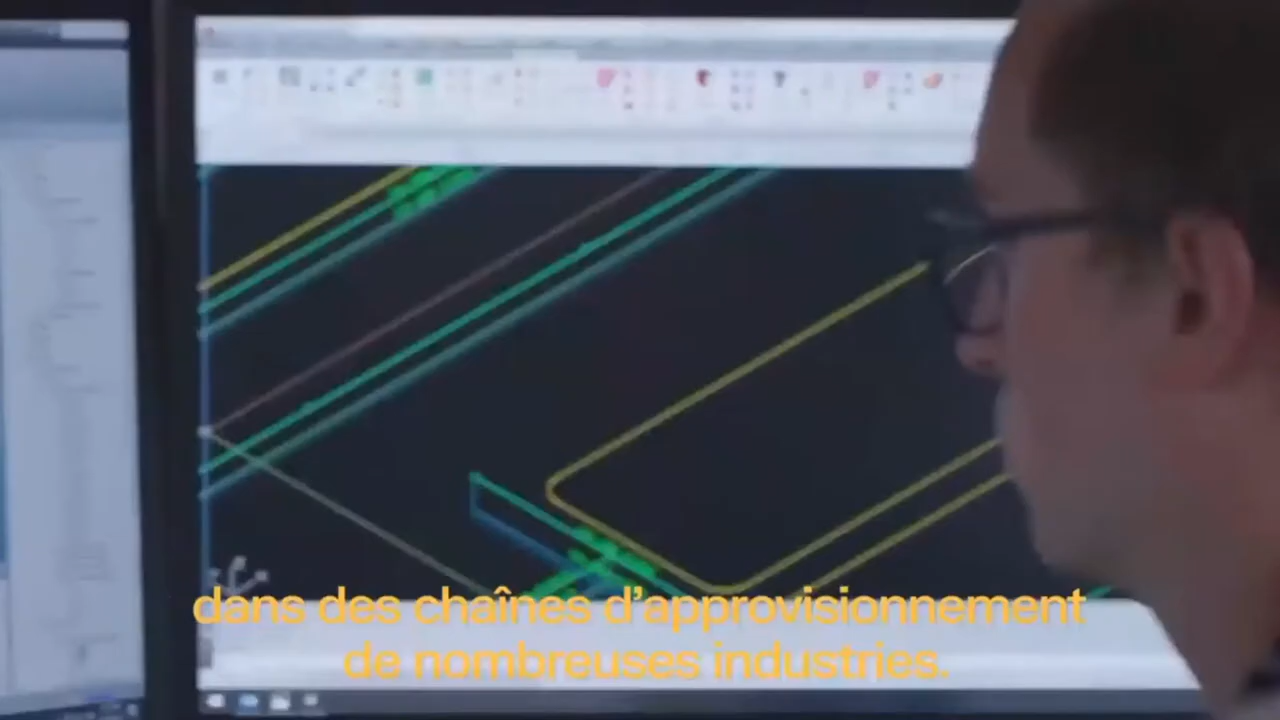 dans des chaînes d’approvisionnement
de nombreuses industries.